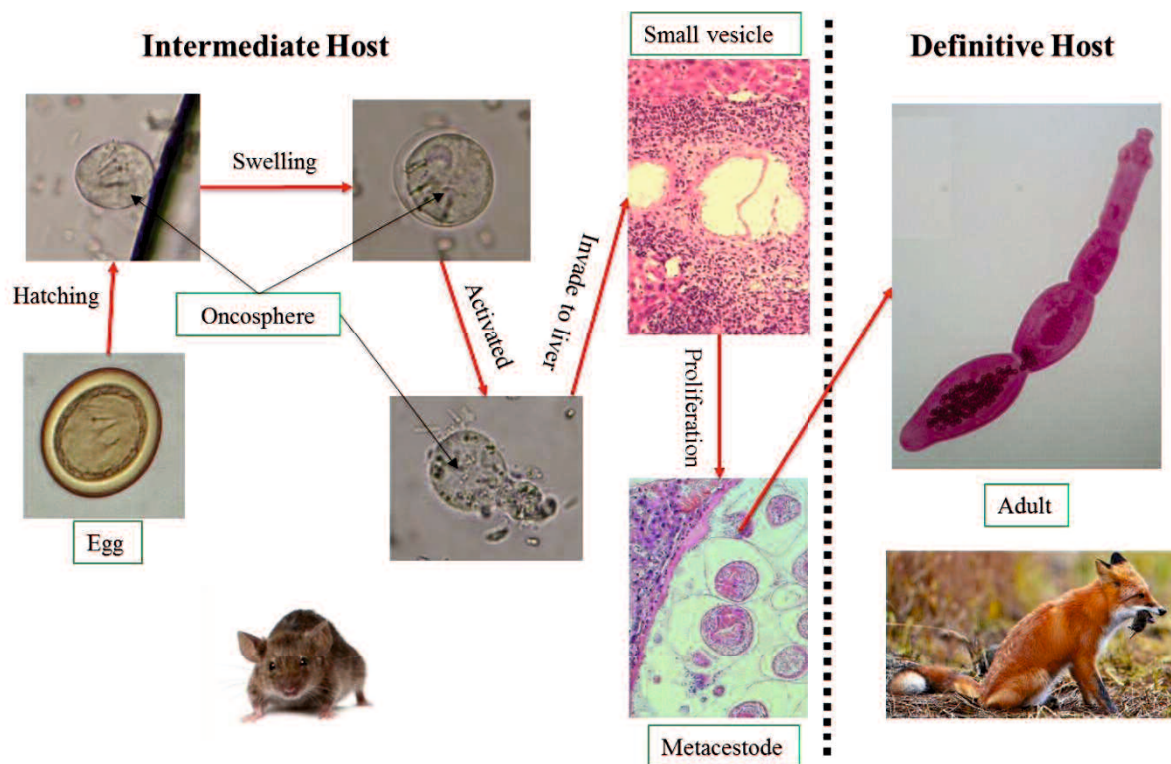 Intermediate Host
Small vesicle
Definitive Host
Swelling
Hatching
Oncosphere
Activated
Invade to liver
Proliferation
Egg
Adult
Metacestode